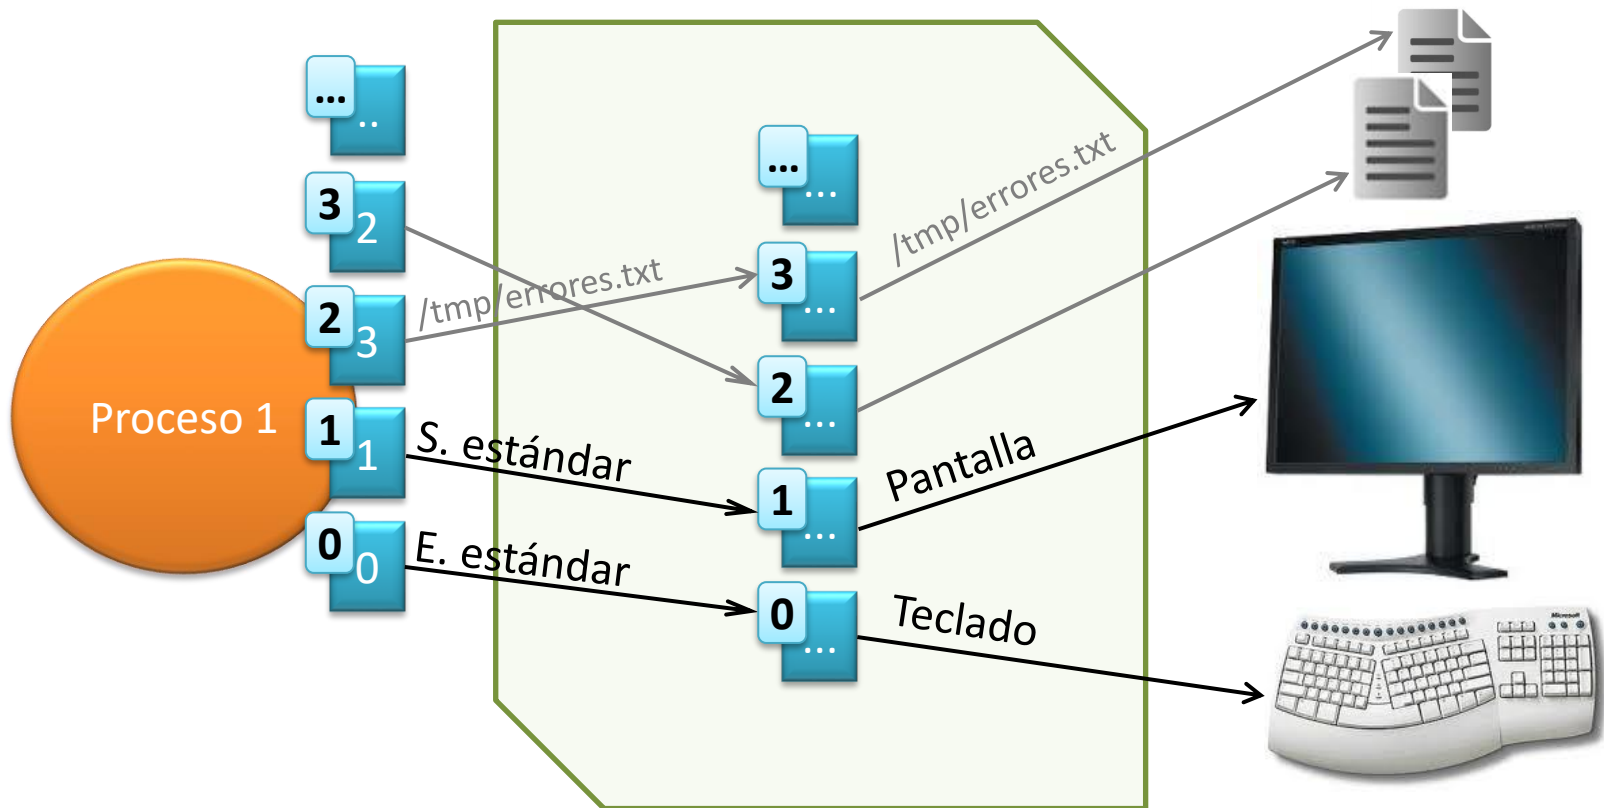 ...
..
3
2
/tmp/errores.txt
2
3
Proceso 1
1
1
S. estándar
0
0
E. estándar
...
...
3
...
/tmp/errores.txt
2
...
1
...
Pantalla
0
...
Teclado
Microsoft